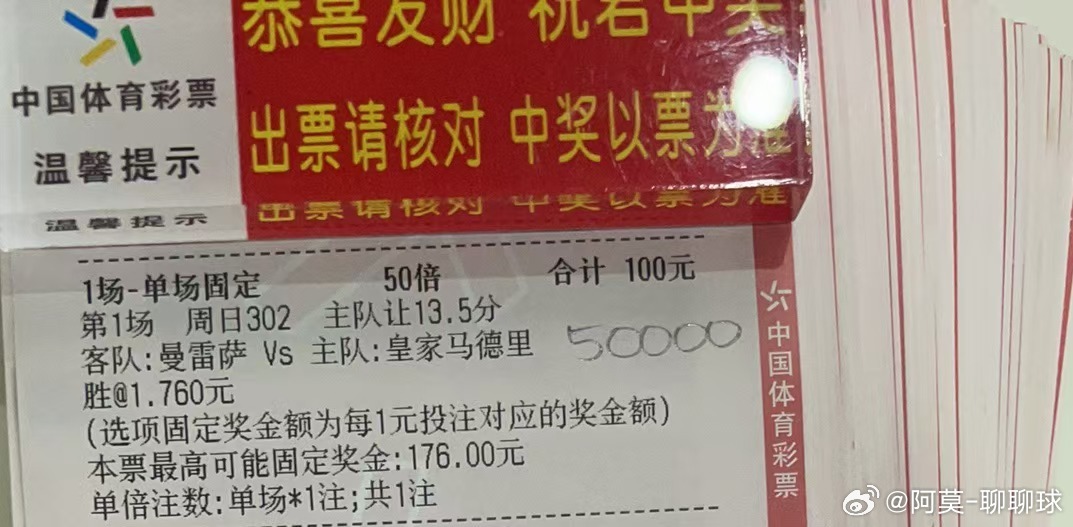 恭喜发财 祝君中奖
中国体育彩票
出票请核对 中奖以票为准
温馨提示
温馨提示 出票请核对 中奖以票为准
1场-单场固定 50倍 合计 100元
第1场 周日302 主队让13.5分
客队:曼雷萨 Vs 主队:皇家马德里
50000
胜@1.760元
(选项固定奖金额为每1元投注对应的奖金额)
本票最高可能固定奖金:176.00元
单倍注数:单场*1注;共1注
中国体育彩票
@阿莫-聊聊球